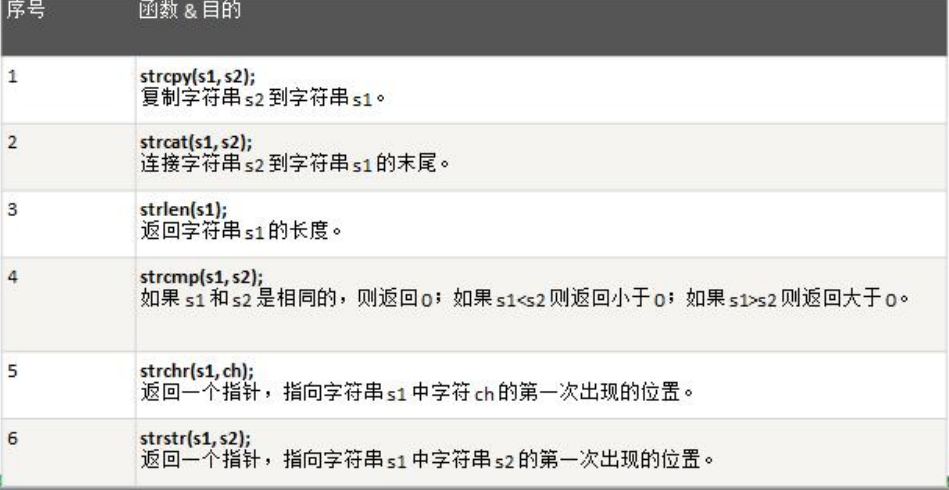 序号 函数 & 目的
1 strcpy(s1, s2);
复制字符串 s2 到字符串 s1。
2 strcat(s1, s2);
连接字符串 s2 到字符串 s1 的末尾。
3 strlen(s1);
返回字符串 s1 的长度。
4 strcmp(s1, s2);
如果 s1 和 s2 是相同的，则返回 0；如果 s1<s2 则返回小于 0；如果 s1>s2 则返回大于 0。
5 strchr(s1, ch);
返回一个指针，指向字符串 s1 中字符 ch 的第一次出现的位置。
6 strstr(s1, s2);
返回一个指针，指向字符串 s1 中字符串 s2 的第一次出现的位置。